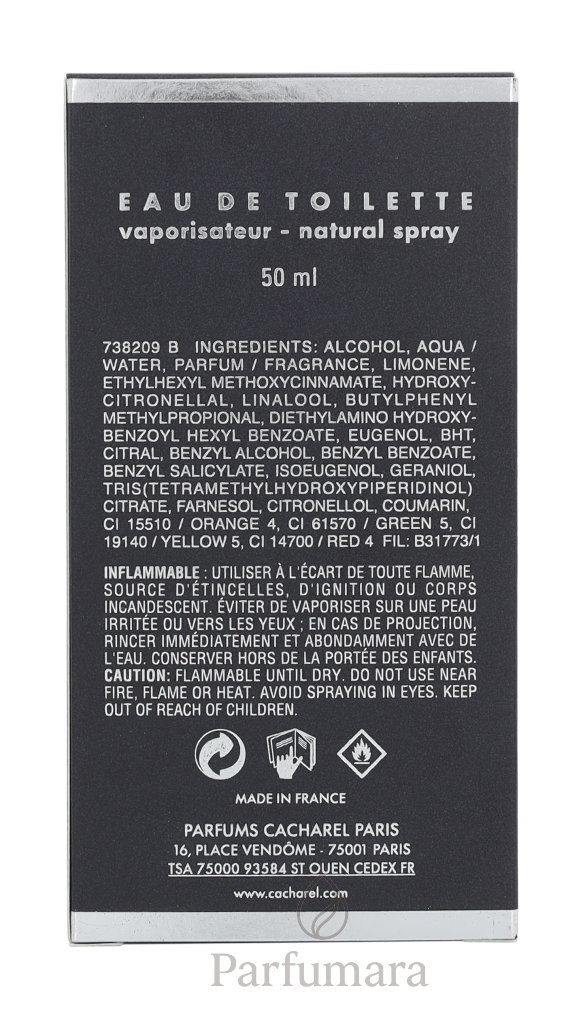 EAU DE TOILETTE
vaporisateur - natural spray
50 ml
738209 B INGREDIENTS: ALCOHOL, AQUA /
WATER, PARFUM / FRAGRANCE, LIMONENE,
ETHYLHEXYL METHOXYCINNAMATE, HYDROXY-
CITRONELLAL, LINALOOL, BUTYLPHENYL
METHYLPROPIONAL, DIETHYLAMINO HYDROXY-
BENZOYL HEXYL BENZOATE, EUGENOL, BHT,
CITRAL, BENZYL ALCOHOL, BENZYL BENZOATE,
BENZYL SALICYLATE, ISOEUGENOL, GERANIOL,
TRIS(TETRAMETHYLHYDROXYPIPERIDINOL)
CITRATE, FARNESOL, CITRONELLOL, COUMARIN,
CI 15510 / ORANGE 4, CI 61570 / GREEN 5, CI
19140 / YELLOW 5, CI 14700 / RED 4 FIL: B31773/1
INFLAMMABLE : UTILISER À L'ÉCART DE TOUTE FLAMME,
SOURCE D'ÉTINCELLES, D'IGNITION OU CORPS
INCANDESCENT. ÉVITER DE VAPORISER SUR UNE PEAU
IRRITÉE OU VERS LES YEUX ; EN CAS DE PROJECTION,
RINCER IMMÉDIATEMENT ET ABONDAMMENT AVEC DE
L'EAU. CONSERVER HORS DE LA PORTÉE DES ENFANTS.
CAUTION: FLAMMABLE UNTIL DRY. DO NOT USE NEAR
FIRE, FLAME OR HEAT. AVOID SPRAYING IN EYES. KEEP
OUT OF REACH OF CHILDREN.
MADE IN FRANCE
PARFUMS CACHAREL PARIS
16, PLACE VENDÔME - 75001 PARIS
TSA 75000 93584 ST OUEN CEDEX FR
www.cacharel.com
Parfumara